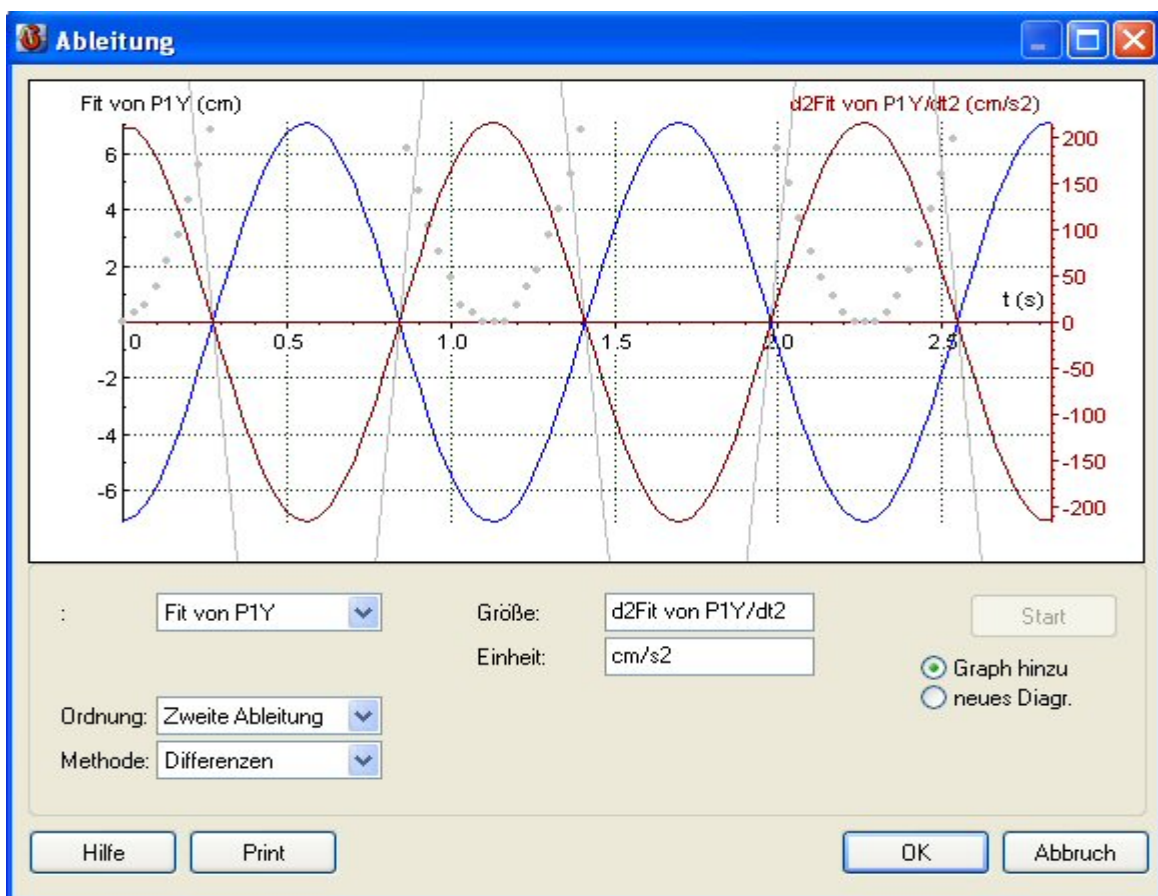 Ableitung
Fit von P1Y (cm)
d2Fit von P1Y/dt2 (cm/s2)
6
4
2
-2
-4
-6
200
150
100
50
0
-50
-100
-150
-200
t (s)
0
0.5
1.0
1.5
2.0
2.5
:
Fit von P1Y
Größe:
d2Fit von P1Y/dt2
Start
Einheit:
cm/s2
Graph hinzu
neues Diagr.
Ordnung:
Zweite Ableitung
Methode:
Differenzen
Hilfe
Print
OK
Abbruch